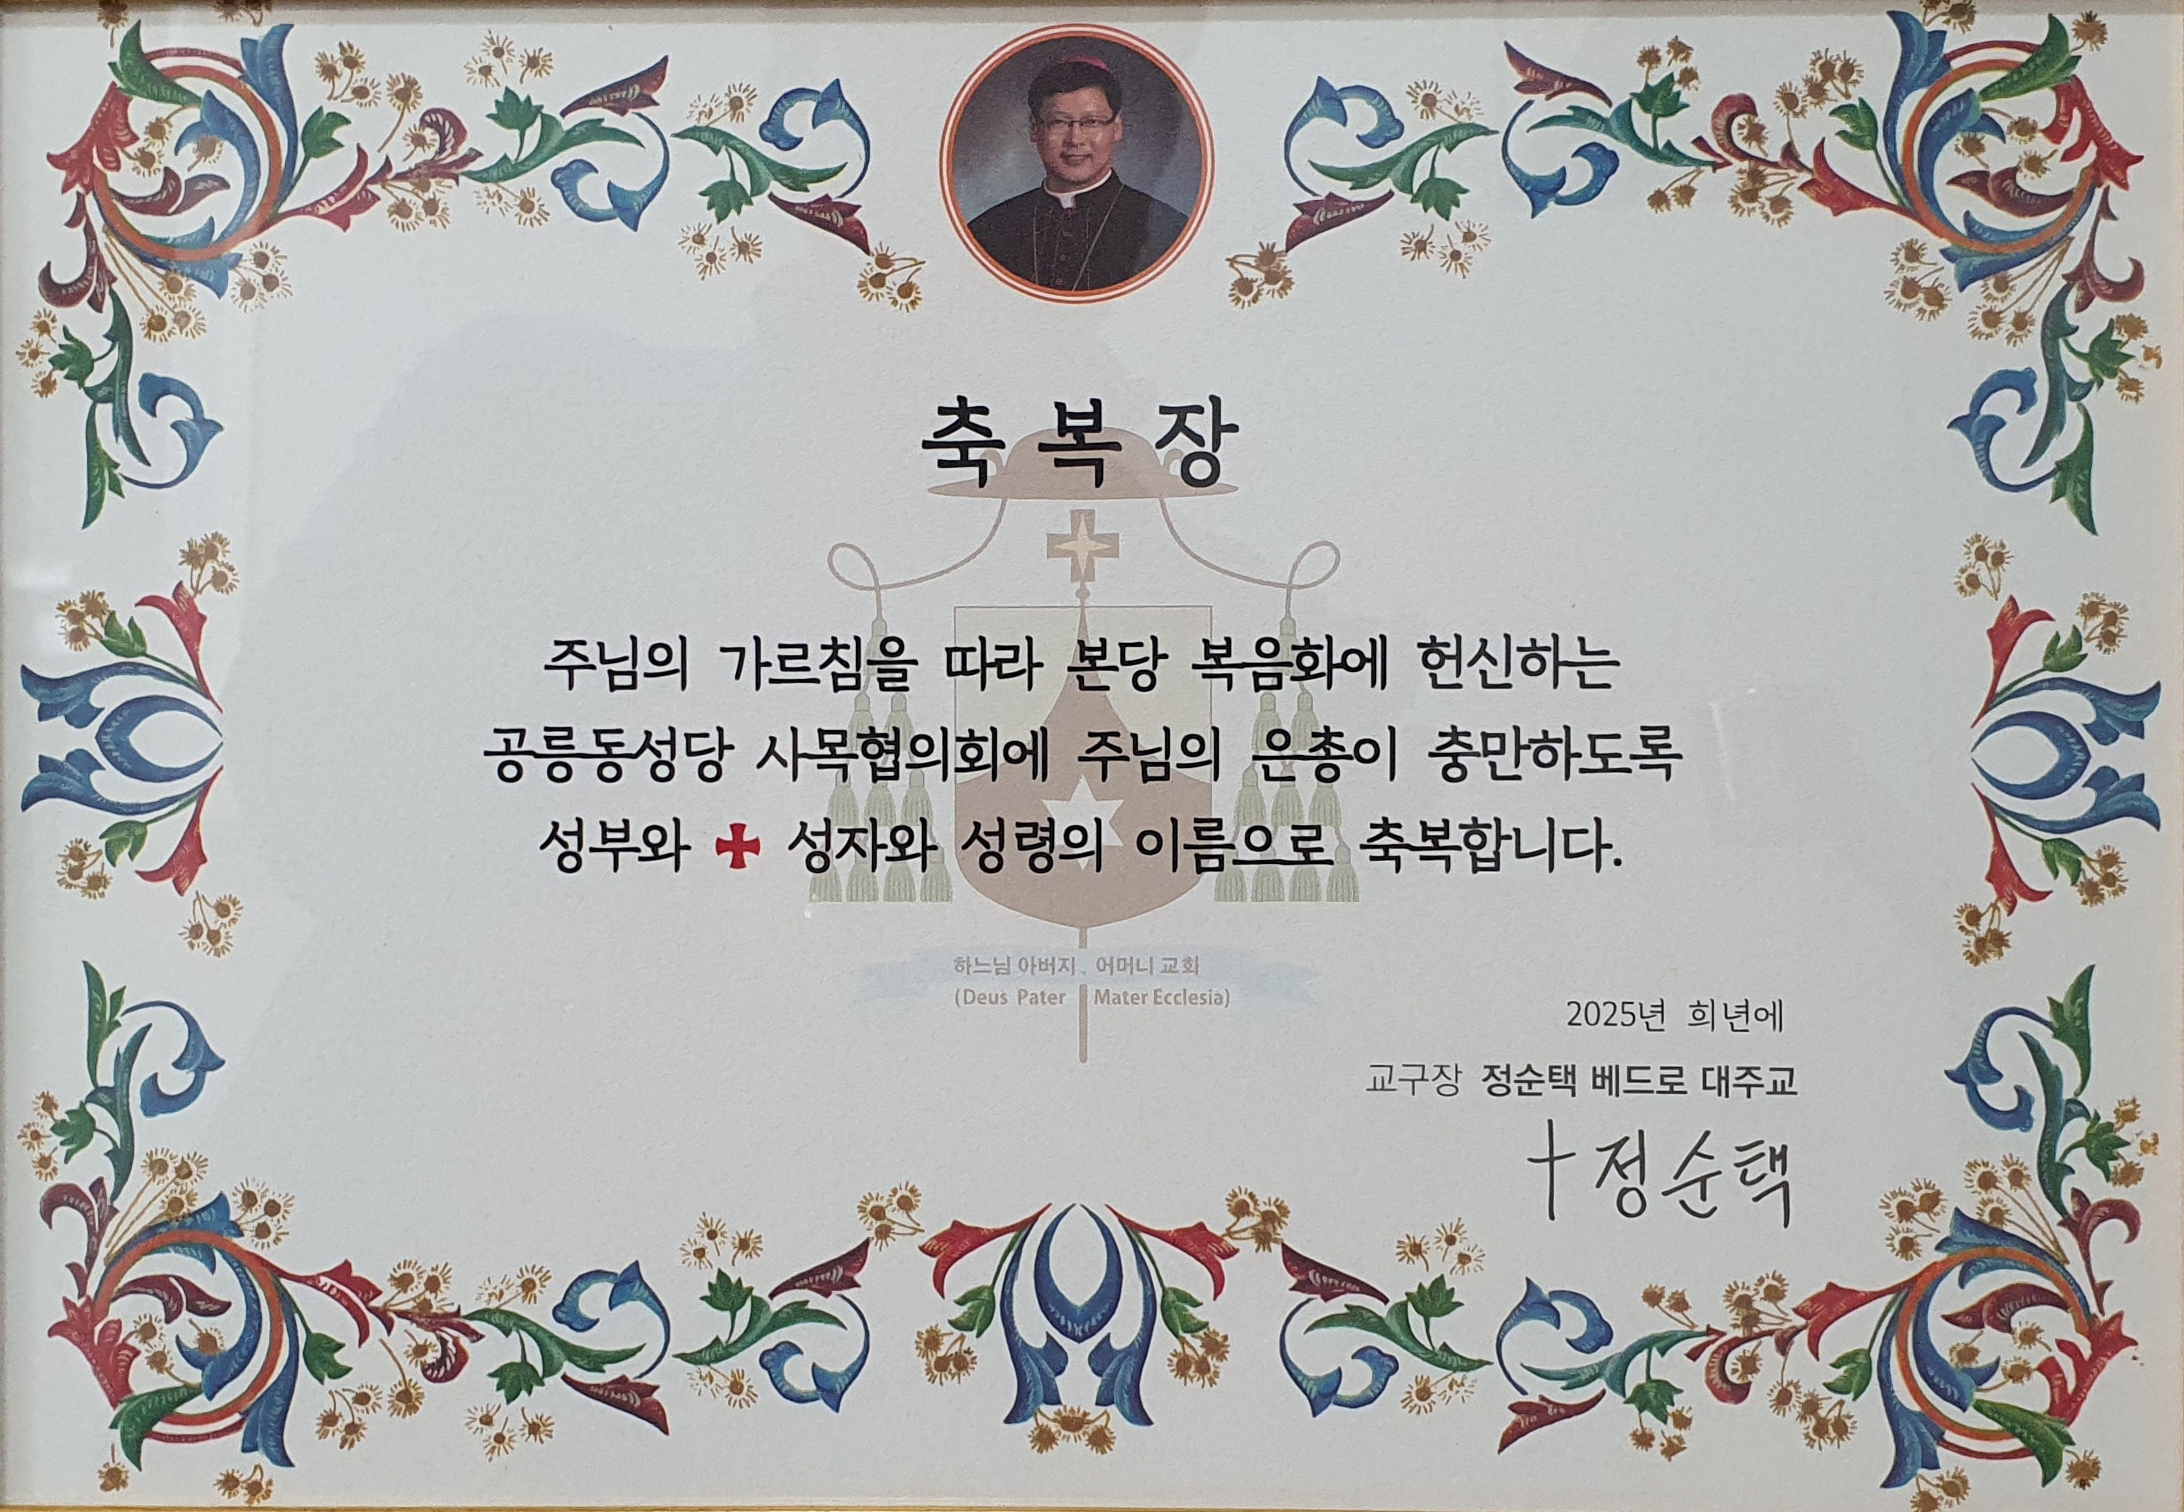 축복장
주님의 가르침을 따라 본당 복음화에 헌신하는
공릉동성당 사목협의회에 주님의 은총이 충만하도록
성부와 ✚ 성자와 성령의 이름으로 축복합니다.
하느님 아버지, 어머니 교회
(Deus Pater Mater Ecclesia)
2025년 희년에
교구장 정순택 베드로 대주교
†정순택